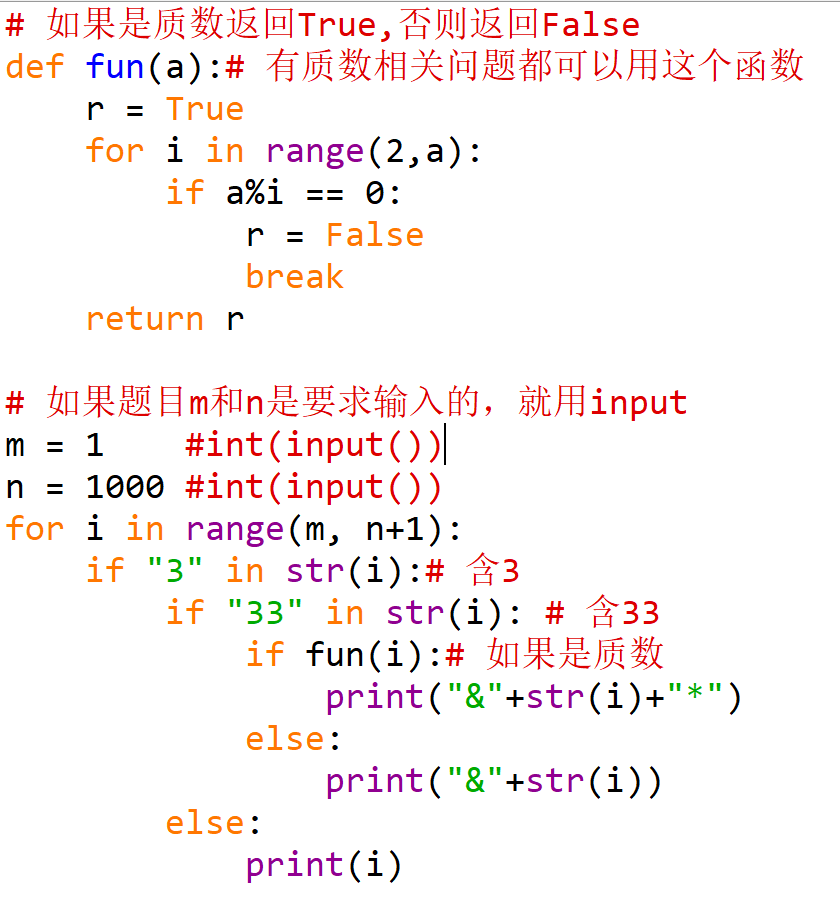 # 如果是质数返回True,否则返回False
def fun(a):# 有质数相关问题都可以用这个函数
    r = True
    for i in range(2,a):
        if a%i == 0:
            r = False
            break
    return r

# 如果题目m和n是要求输入的，就用input
m = 1    #int(input())
n = 1000 #int(input())
for i in range(m, n+1):
    if "3" in str(i):# 含3
        if "33" in str(i): # 含33
            if fun(i):# 如果是质数
                print("&"+str(i)+"*")
            else:
                print("&"+str(i))
        else:
            print(i)